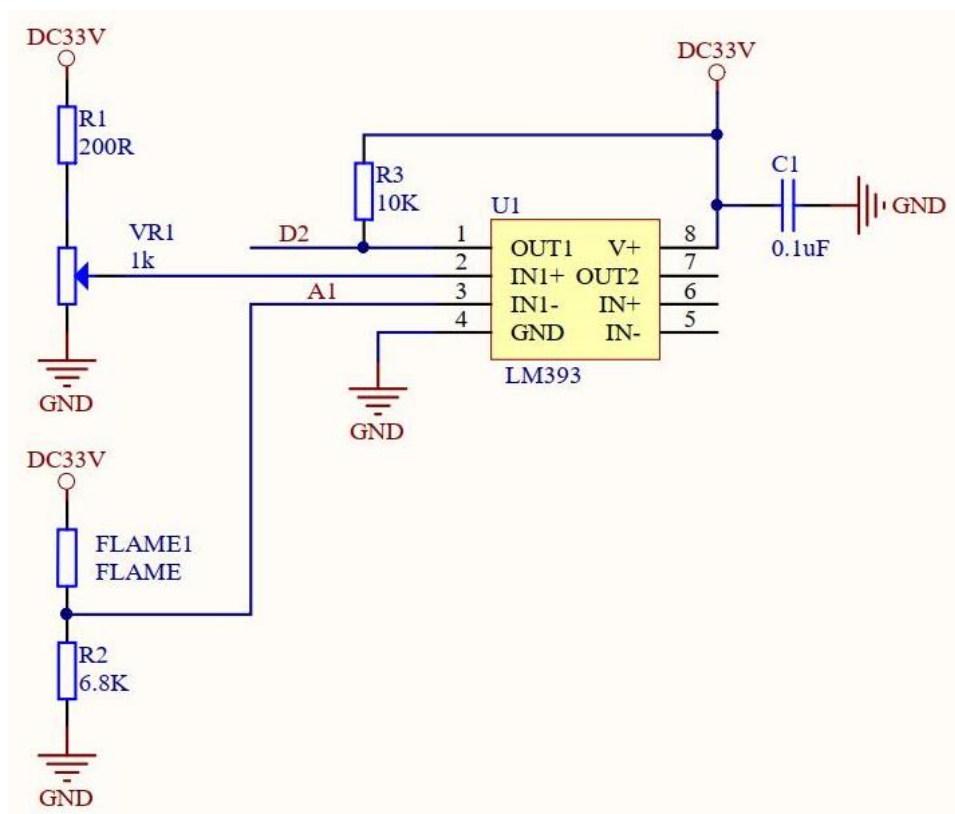 DC33V
R1
200R
VR1
1k
DC33V
R3
10K
C1
0.1uF
GND
U1
D2
A1
1
2
3
4
OUT1 V+
IN1+ OUT2
IN1- IN+
GND IN-
8
7
6
5
LM393
GND
GND
DC33V
FLAME1
FLAME
R2
6.8K
GND